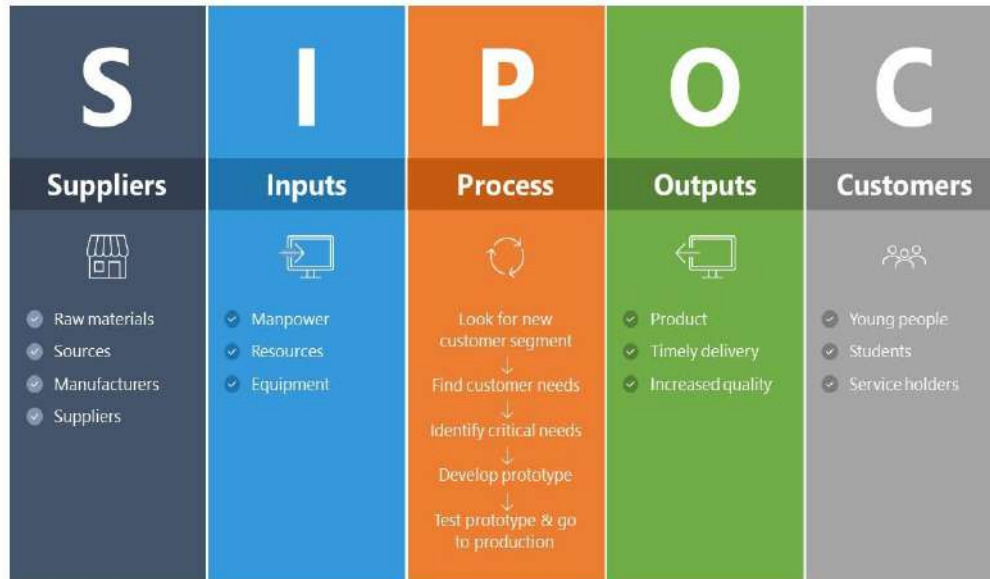 S
Suppliers
Raw materials
Sources
Manufacturers
Suppliers
I
Inputs
Manpower
Resources
Equipment
P
Process
Look for new
customer segment
Find customer needs
Identify critical needs
Develop prototype
Test prototype & go
to production
O
Outputs
Product
Timely delivery
Increased quality
C
Customers
Young people
Students
Service holders